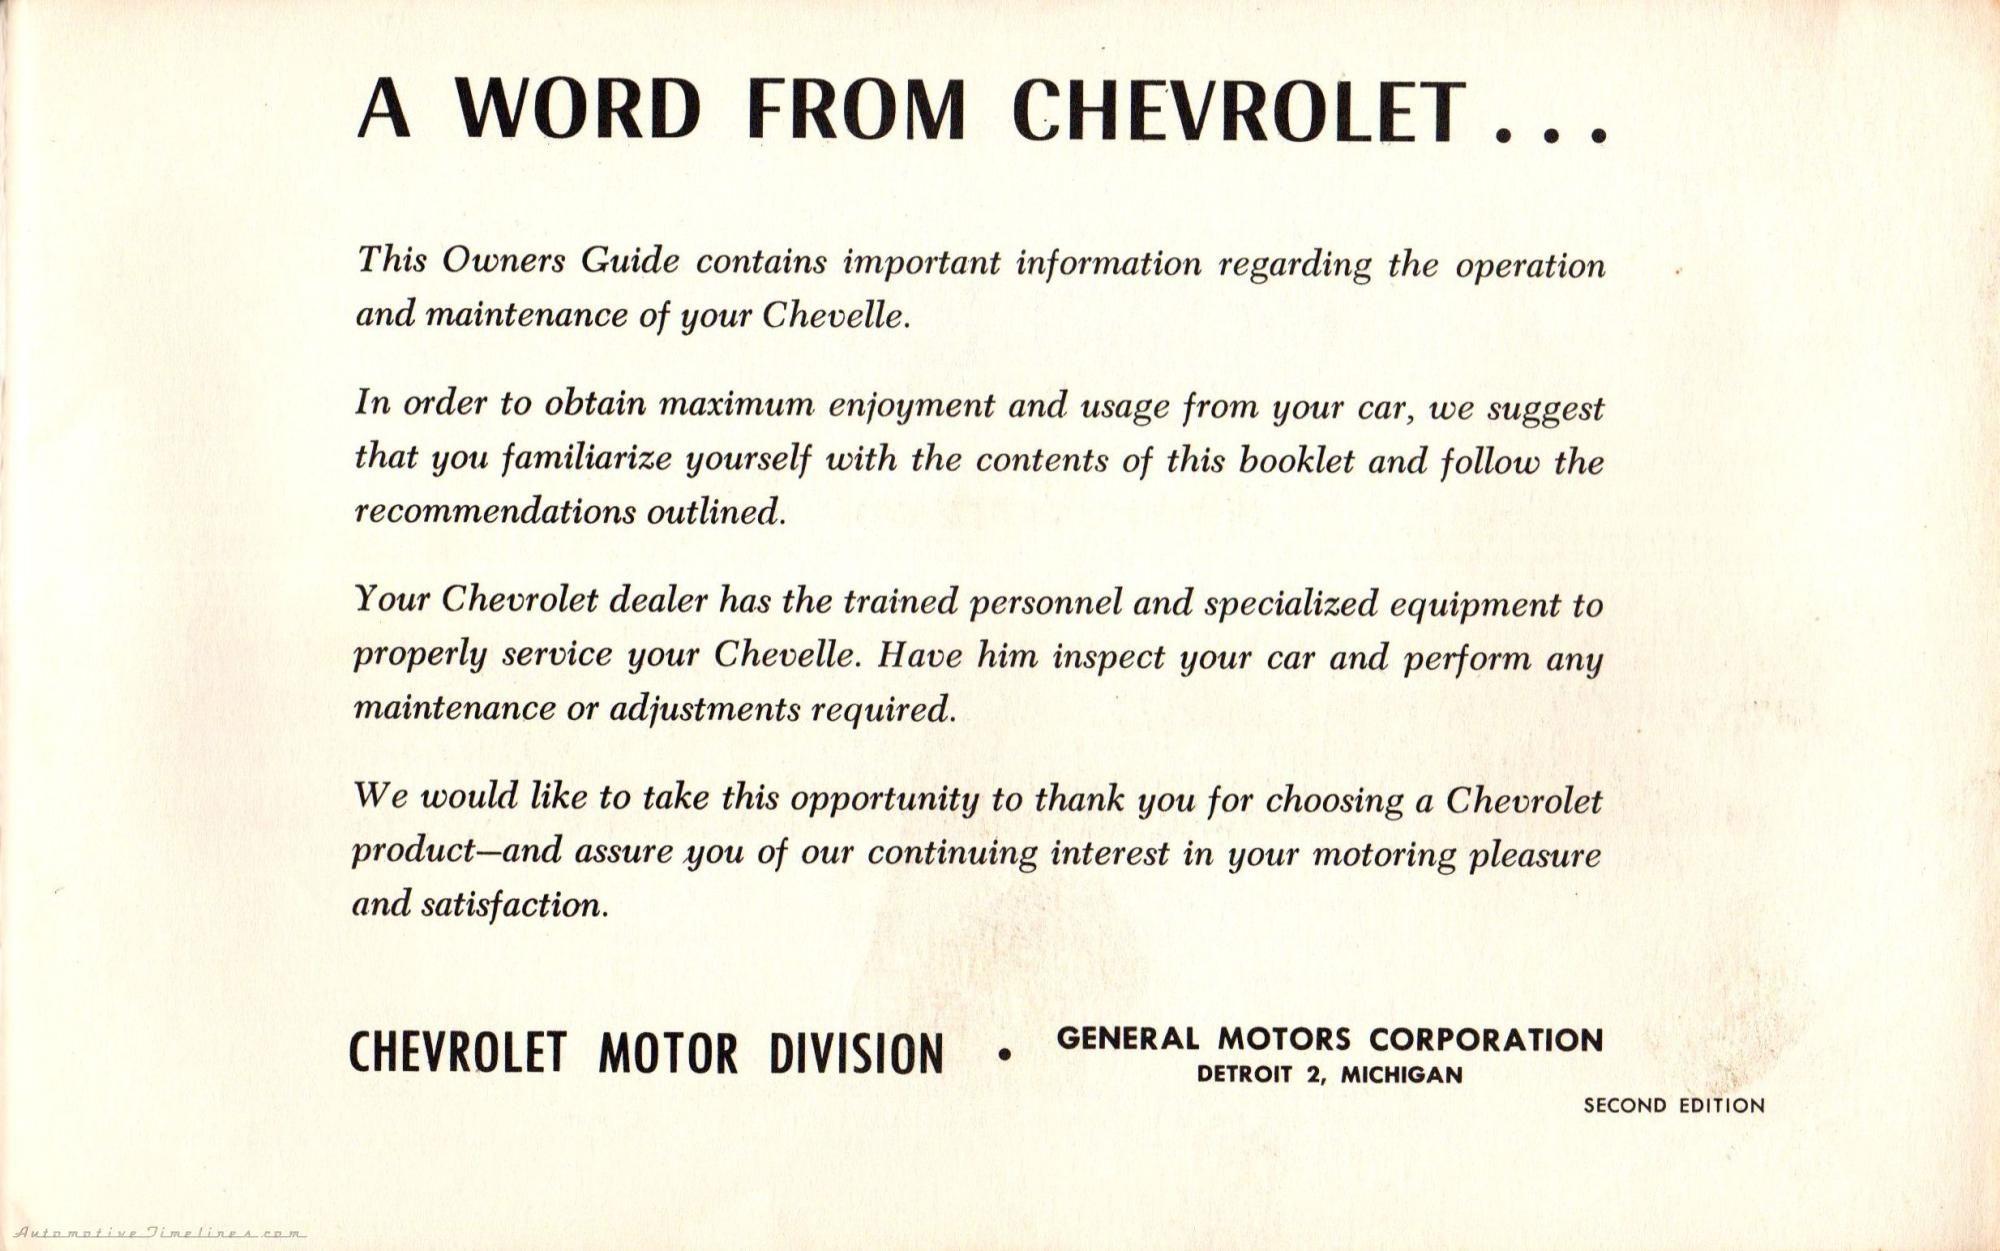 A WORD FROM CHEVROLET . . .
This Owners Guide contains important information regarding the operation
and maintenance of your Chevelle.
In order to obtain maximum enjoyment and usage from your car, we suggest
that you familiarize yourself with the contents of this booklet and follow the
recommendations outlined.
Your Chevrolet dealer has the trained personnel and specialized equipment to
properly service your Chevelle. Have him inspect your car and perform any
maintenance or adjustments required.
We would like to take this opportunity to thank you for choosing a Chevrolet
product—and assure you of our continuing interest in your motoring pleasure
and satisfaction.
CHEVROLET MOTOR DIVISION • GENERAL MOTORS CORPORATION
DETROIT 2, MICHIGAN
SECOND EDITION
AutomotiveTimelines.com